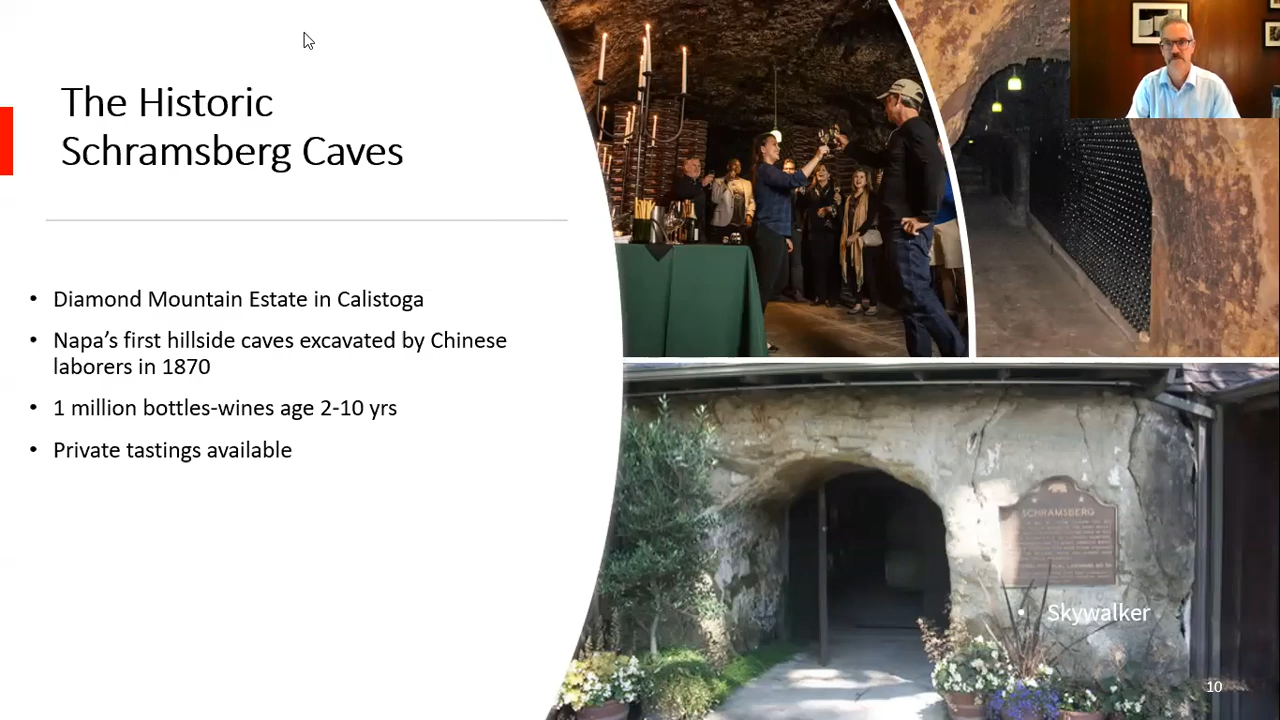 The Historic
Schramsberg Caves
• Diamond Mountain Estate in Calistoga
• Napa’s first hillside caves excavated by Chinese
laborers in 1870
• 1 million bottles-wines age 2-10 yrs
• Private tastings available
SCHRAMSBERG
• Skywalker
10